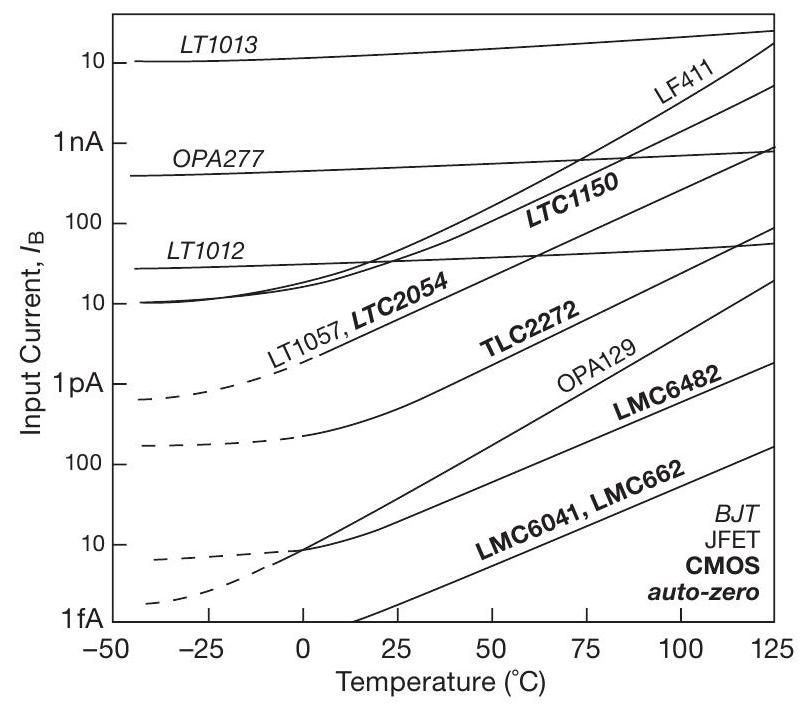 LT1013
10
LF411
1nA
OPA277
LTC1150
100
LT1012
10
LT1057, LTC2054
TLC2272
OPA129
1pA
LMC6482
100
LMC6041, LMC662
BJT
10
JFET
CMOS
auto-zero
1fA
Input Current, IB
−50 −25 0 25 50 75 100 125
Temperature (°C)